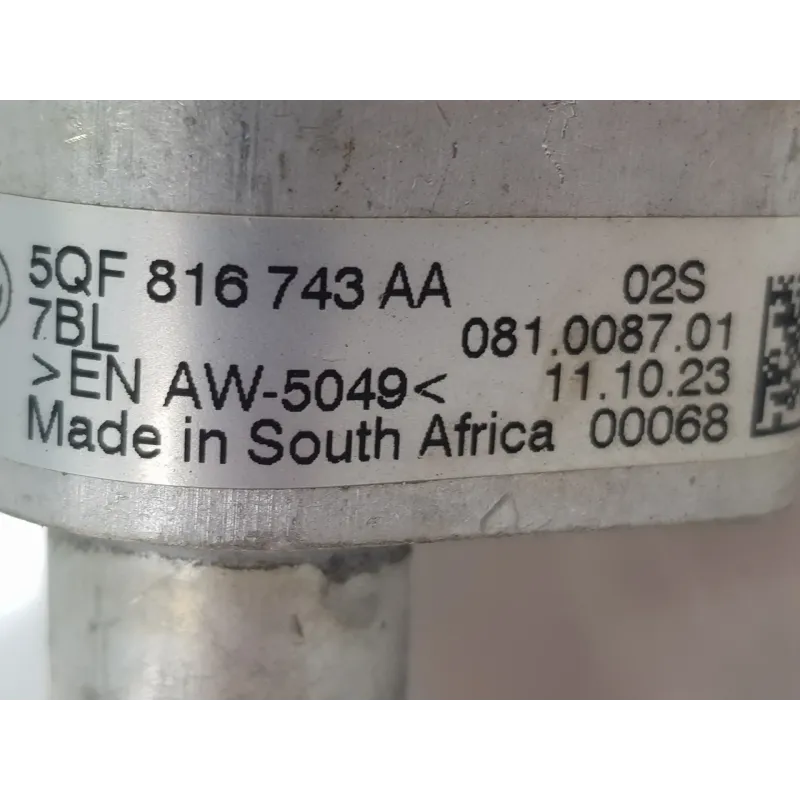 5QF 816 743 AA 02S
7BL 081.0087.01
>EN AW-5049< 11.10.23
Made in South Africa 00068